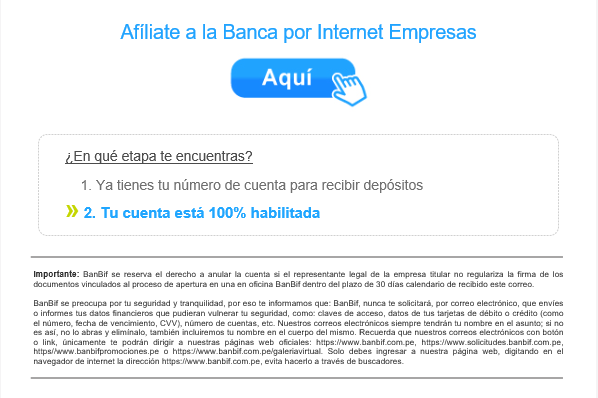 Afíliate a la Banca por Internet Empresas
Aquí
¿En qué etapa te encuentras?
1. Ya tienes tu número de cuenta para recibir depósitos
» 2. Tu cuenta está 100% habilitada
Importante: BanBif se reserva el derecho a anular la cuenta si el representante legal de la empresa titular no regulariza la firma de los
documentos vinculados al proceso de apertura en una en oficina BanBif dentro del plazo de 30 días calendario de recibido este correo.
BanBif se preocupa por tu seguridad y tranquilidad, por eso te informamos que: BanBif, nunca te solicitará, por correo electrónico, que envíes
o informes tus datos financieros que pudieran vulnerar tu seguridad, como: claves de acceso, datos de tus tarjetas de débito o crédito (como
el número, fecha de vencimiento, CVV), número de cuentas, etc. Nuestros correos electrónicos siempre tendrán tu nombre en el asunto; si no
es así, no lo abras y elimínalo, también incluiremos tu nombre en el cuerpo del mismo. Recuerda que nuestros correos electrónicos con botón
o link, únicamente te podrán dirigir a nuestras páginas web oficiales: https://www.banbif.com.pe, https://www.solicitudes.banbif.com.pe,
https/www.banbifpromociones.pe o https://www.banbif.com.pe/galeriavirtual. Solo debes ingresar a nuestra página web, digitando en el
navegador de internet la dirección https://www.banbif.com.pe, evita hacerlo a través de buscadores.